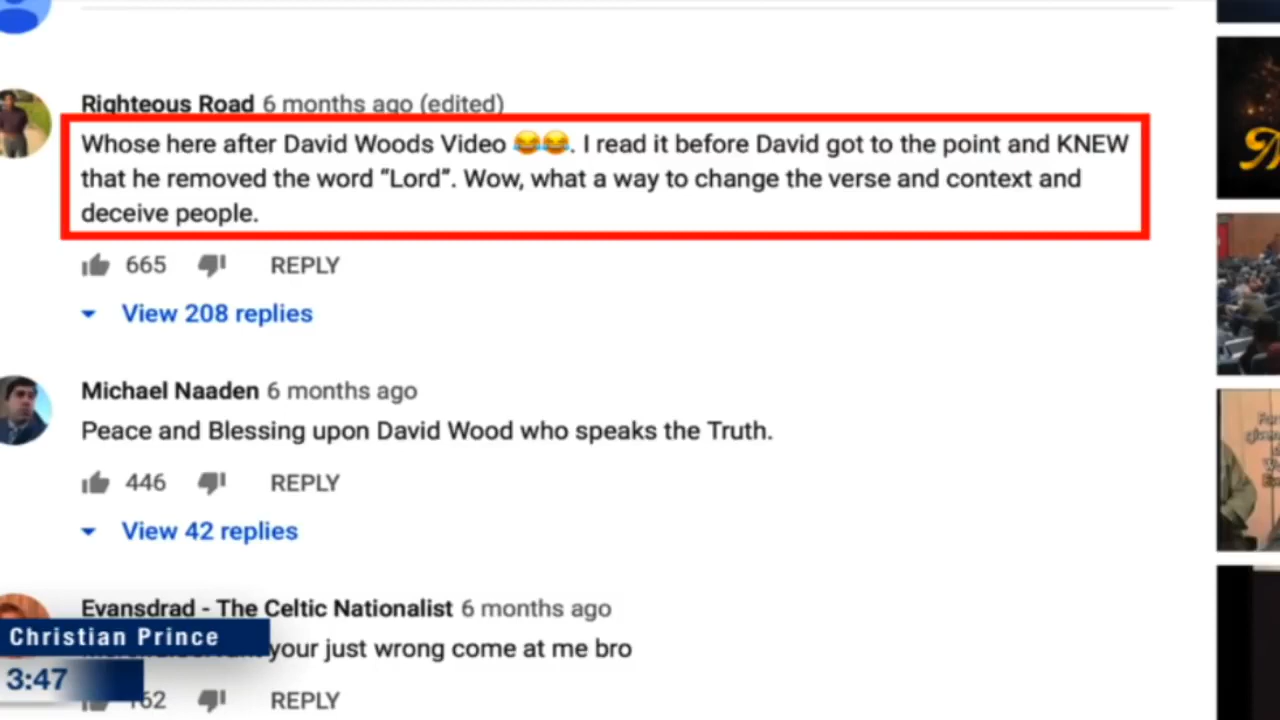 Righteous Road 6 months ago (edited)
Whose here after David Woods Video 😂😂. I read it before David got to the point and KNEW
that he removed the word “Lord”. Wow, what a way to change the verse and context and
deceive people.
665 REPLY
View 208 replies
Michael Naaden 6 months ago
Peace and Blessing upon David Wood who speaks the Truth.
446 REPLY
View 42 replies
Evansdrad - The Celtic Nationalist 6 months ago
Christian Prince
your just wrong come at me bro
3:47
REPLY